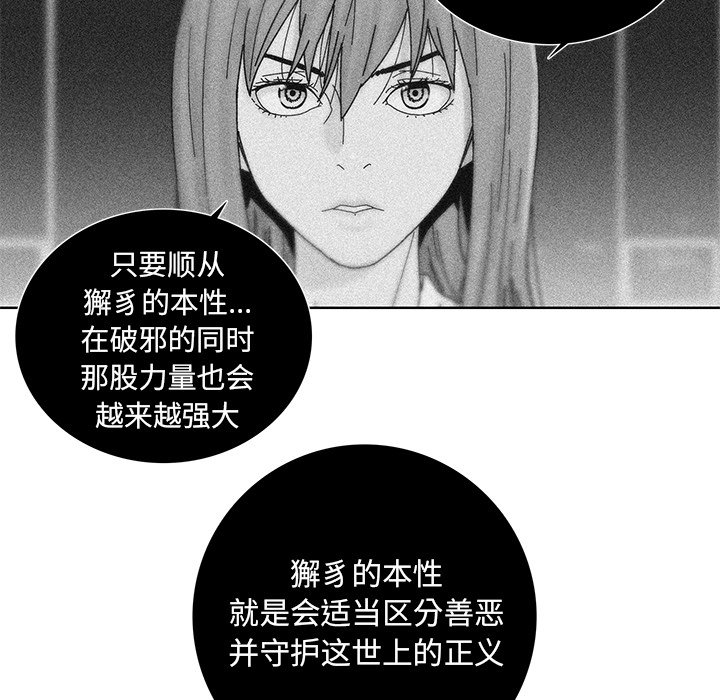 只要顺从
獬豸的本性...
在破邪的同时
那股力量也会
越来越强大
獬豸的本性
就是会适当区分善恶
并守护这世上的正义